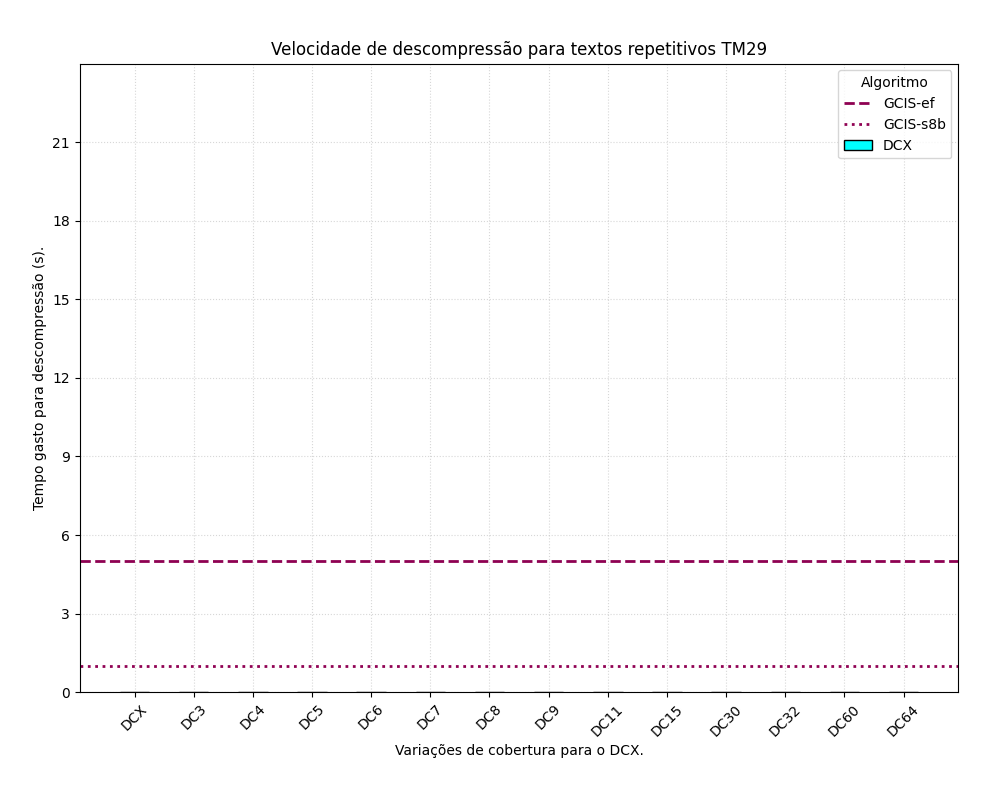 Velocidade de descompressão para textos repetitivos TM29
Algoritmo
GCIS-ef
GCIS-s8b
DCX
Tempo gasto para descompressão (s).
21
18
15
12
9
6
3
0
DCX
DC3
DC4
DC5
DC6
DC7
DC8
DC9
DC11
DC15
DC30
DC32
DC60
DC64
Variações de cobertura para o DCX.